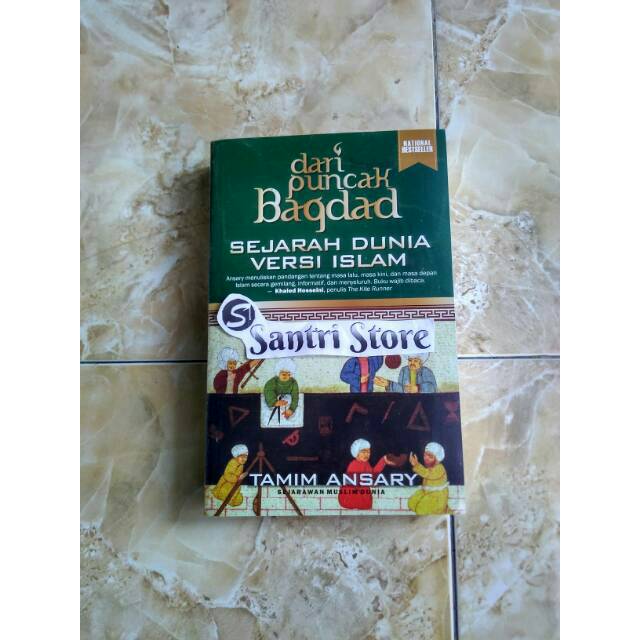 NATIONAL
BESTSELLER
dari
puncak
Bagdad
SEJARAH DUNIA
VERSI ISLAM
Ansary menuliskan pandangan tentang masa lalu, masa kini, dan masa depan
Islam secara gemilang, informatif, dan menyeluruh. Buku wajib dibaca.
— Khaled Hosseini, penulis The Kite Runner
Santri Store
TAMIM ANSARY
SEJARAWAN MUSLIM DUNIA